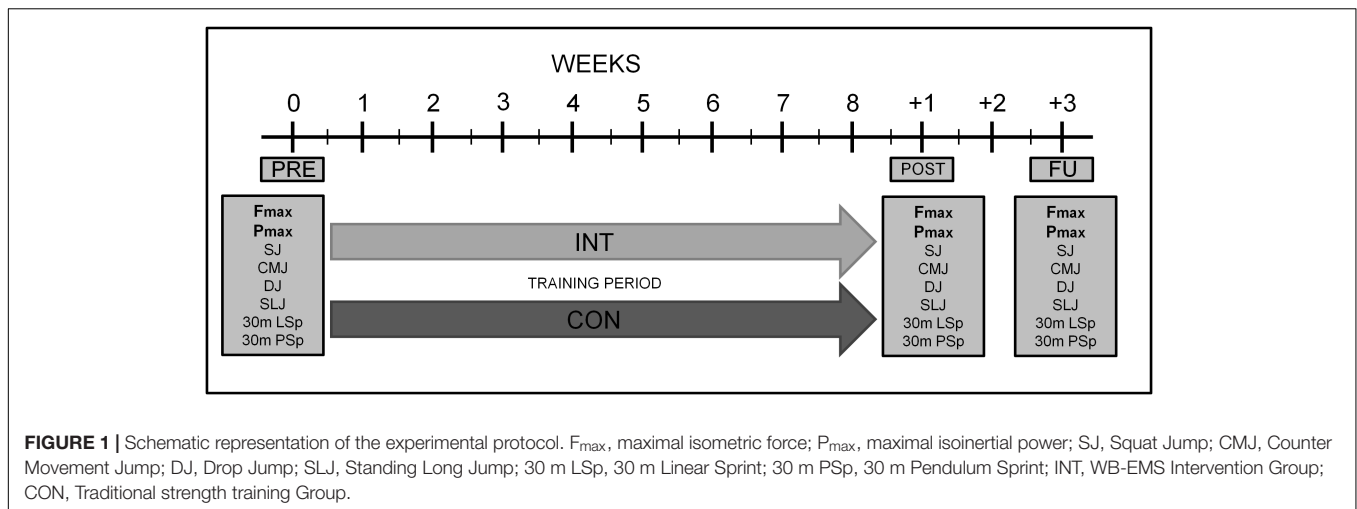 WEEKS
0 1 2 3 4 5 6 7 8 +1 +2 +3
PRE POST FU
Fmax
Pmax
SJ
CMJ
DJ
SLJ
30m LSp
30m PSp
INT
TRAINING PERIOD
CON
Fmax
Pmax
SJ
CMJ
DJ
SLJ
30m LSp
30m PSp
Fmax
Pmax
SJ
CMJ
DJ
SLJ
30m LSp
30m PSp
FIGURE 1 | Schematic representation of the experimental protocol. Fmax, maximal isometric force; Pmax, maximal isoinertial power; SJ, Squat Jump; CMJ, Counter
Movement Jump; DJ, Drop Jump; SLJ, Standing Long Jump; 30 m LSp, 30 m Linear Sprint; 30 m PSp, 30 m Pendulum Sprint; INT, WB-EMS Intervention Group;
CON, Traditional strength training Group.